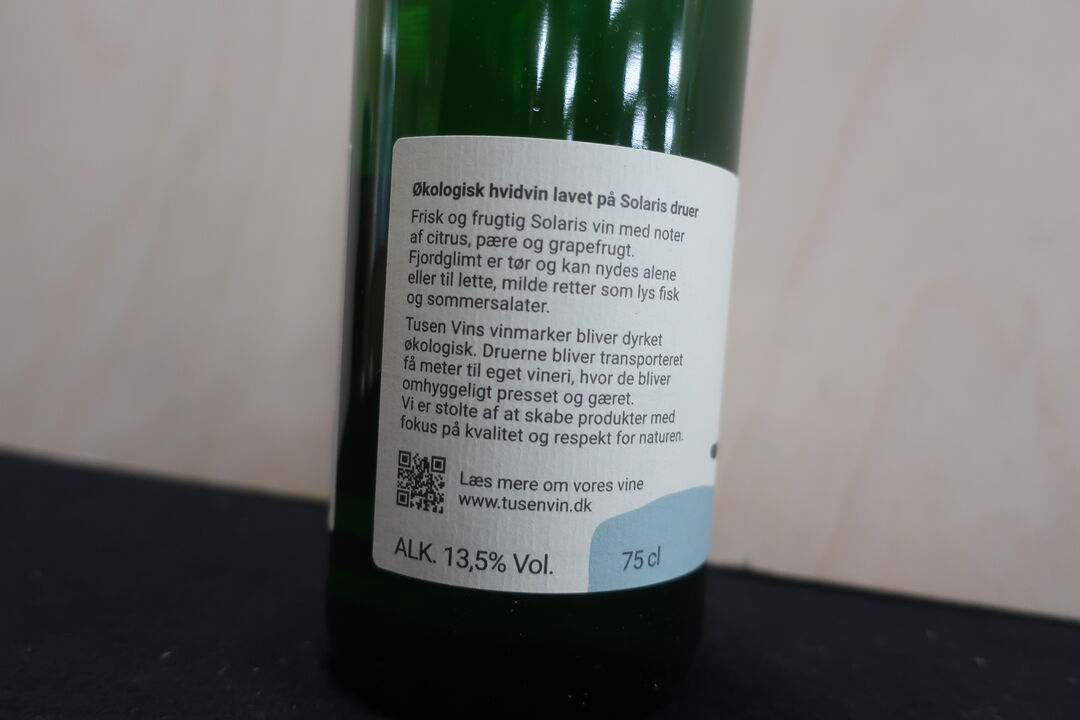 Økologisk hvidvin lavet på Solaris druer
Frisk og frugtig Solaris vin med noter
af citrus, pære og grapefrugt.
Fjordglimt er tør og kan nydes alene
eller til lette, milde retter som lys fisk
og sommersalater.
Tusen Vins vinmarker bliver dyrket
økologisk. Druerne bliver transporteret
få meter til eget vineri, hvor de bliver
omhyggeligt presset og gæret.
Vi er stolte af at skabe produkter med
fokus på kvalitet og respekt for naturen.
Læs mere om vores vine
www.tusenvin.dk
ALK. 13,5% Vol.
75 cl